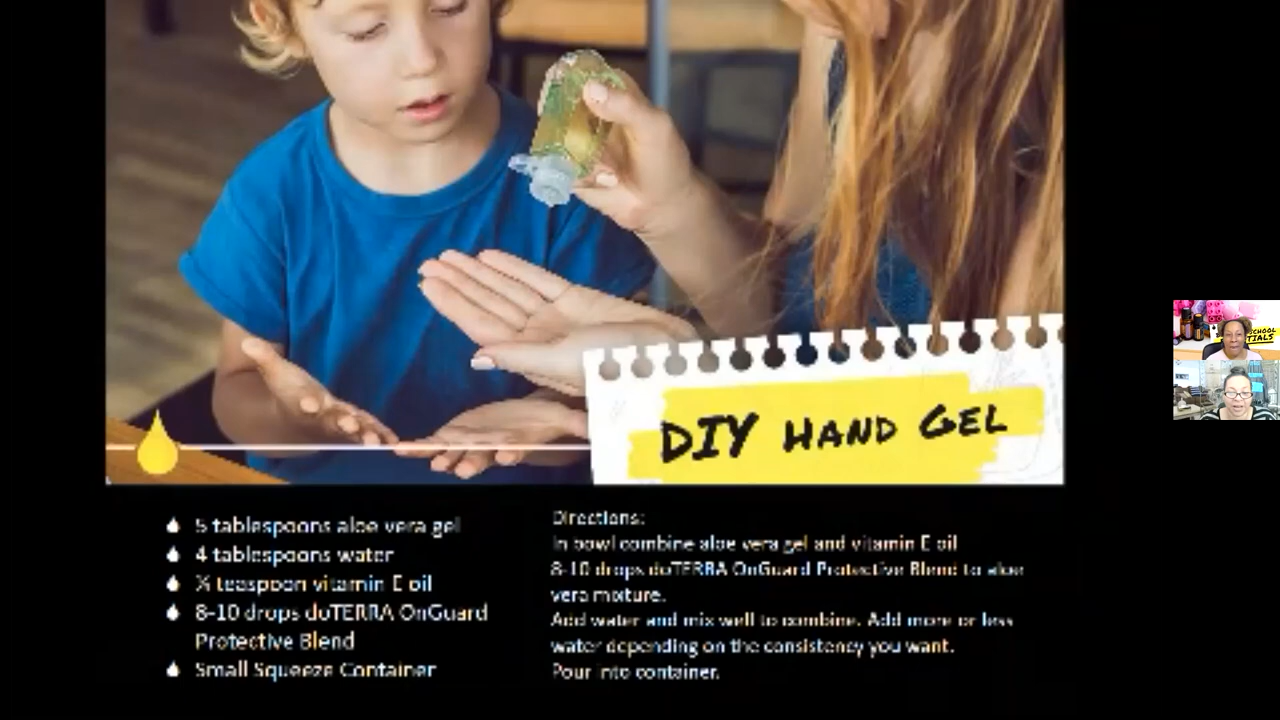 DIY HAND GEL
5 tablespoons aloe vera gel
4 tablespoons water
teaspoon vitamin E oil
8-10 drops doTERRA OnGuard
Protective Blend
Small Squeeze Container
Directions:
In bowl combine aloe vera gel and vitamin E oil
8-10 drops doTERRA OnGuard Protective Blend to aloe
vera mixture.
Add water and mix well to combine. Add more or less
water depending on the consistency you want.
Pour into container.
SCHOOL